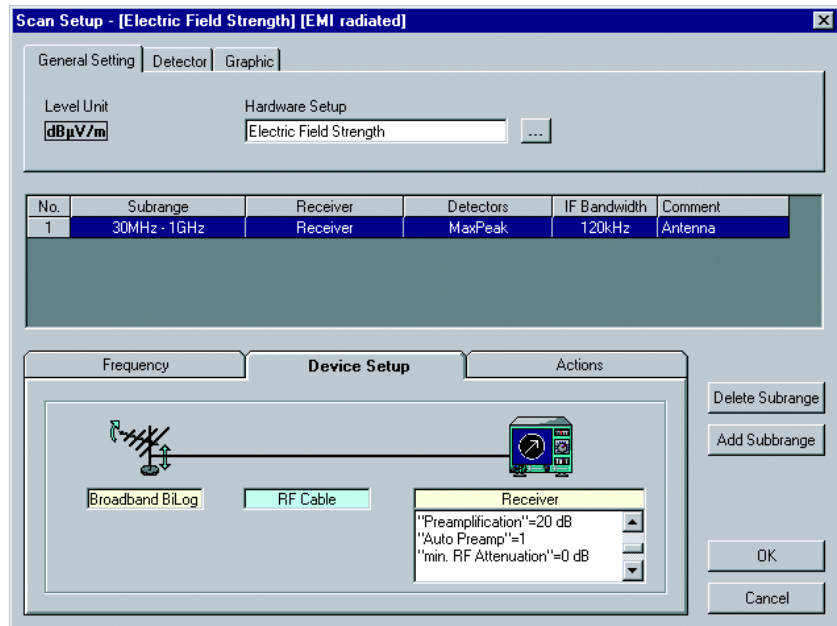 Scan Setup - [Electric Field Strength] [EMI radiated]
General Setting Detector Graphic
Level Unit Hardware Setup
dBµV/m Electric Field Strength ...
No. Subrange Receiver Detectors IF Bandwidth Comment
1 30MHz - 1GHz Receiver MaxPeak 120kHz Antenna
Frequency Device Setup Actions
Delete Subrange
Add Subbrange
Broadband BiLog RF Cable Receiver
"Preamplification"=20 dB
"Auto Preamp"=1
"min. RF Attenuation"=0 dB
OK
Cancel